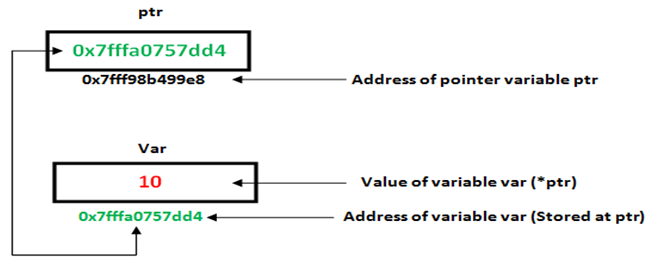 ptr
0x7fffa0757dd4
0x7fff98b499e8
Address of pointer variable ptr
Var
10
Value of variable var (*ptr)
0x7fffa0757dd4
Address of variable var (Stored at ptr)